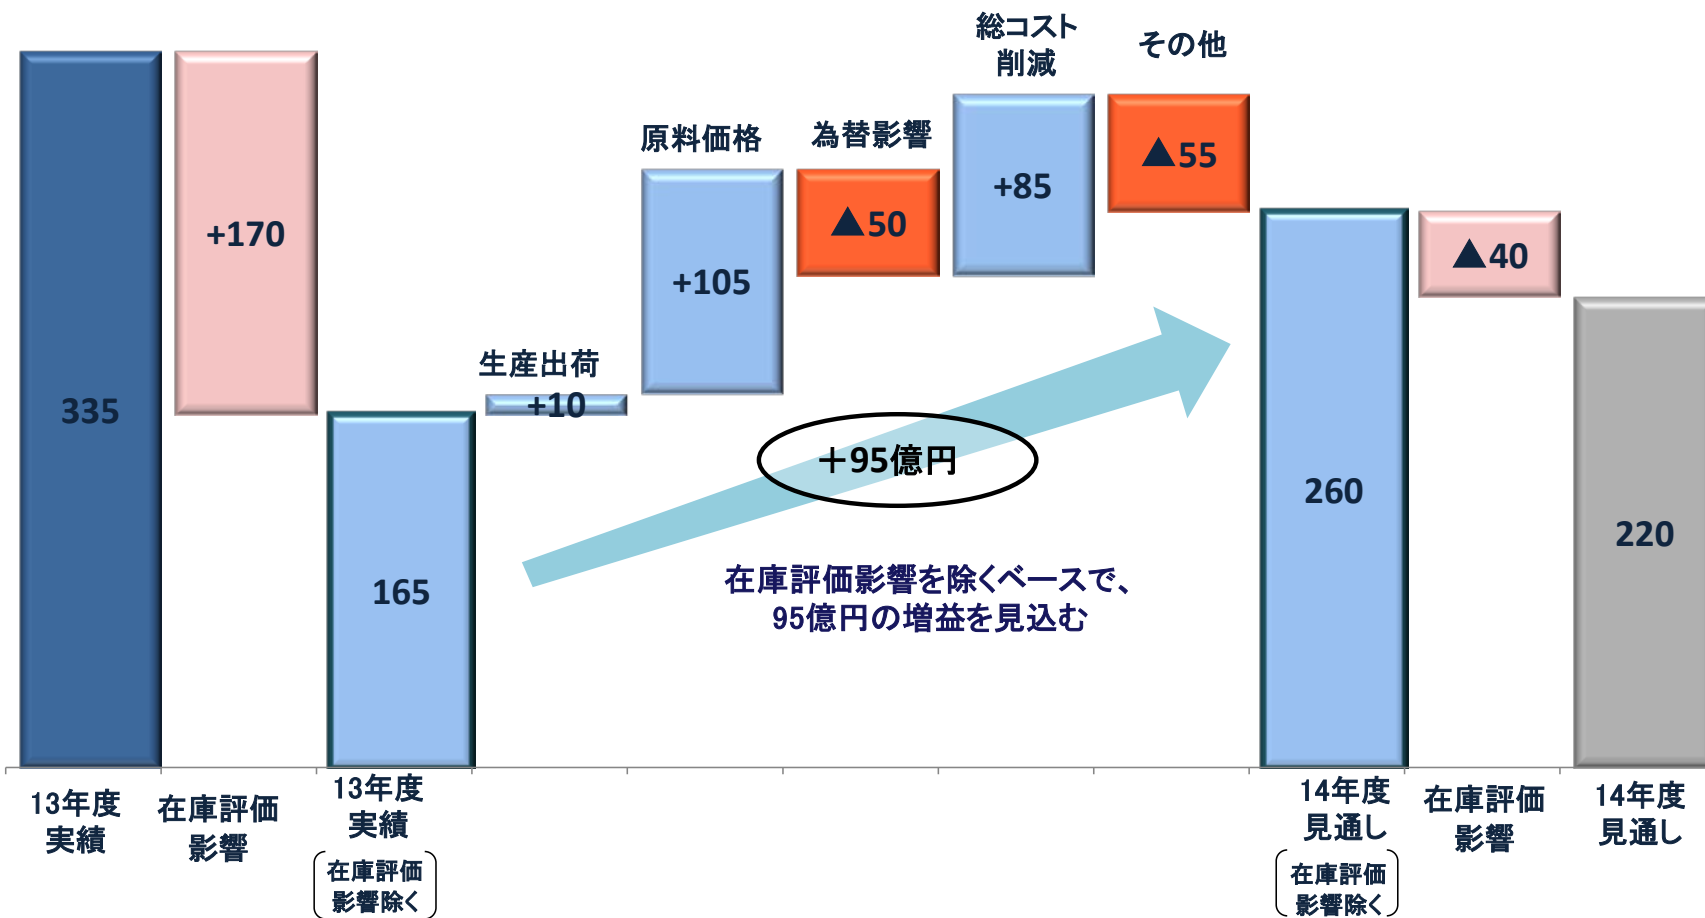 総コスト
削減
その他
原料価格
為替影響
▲55
+85
+170
▲50
▲40
+105
生産出荷
+10
335
+95億円
260
220
165
在庫評価影響を除くベースで、
95億円の増益を見込む
13年度
実績
在庫評価
影響
13年度
実績
在庫評価
影響除く
14年度
見通し
在庫評価
影響除く
在庫評価
影響
14年度
見通し